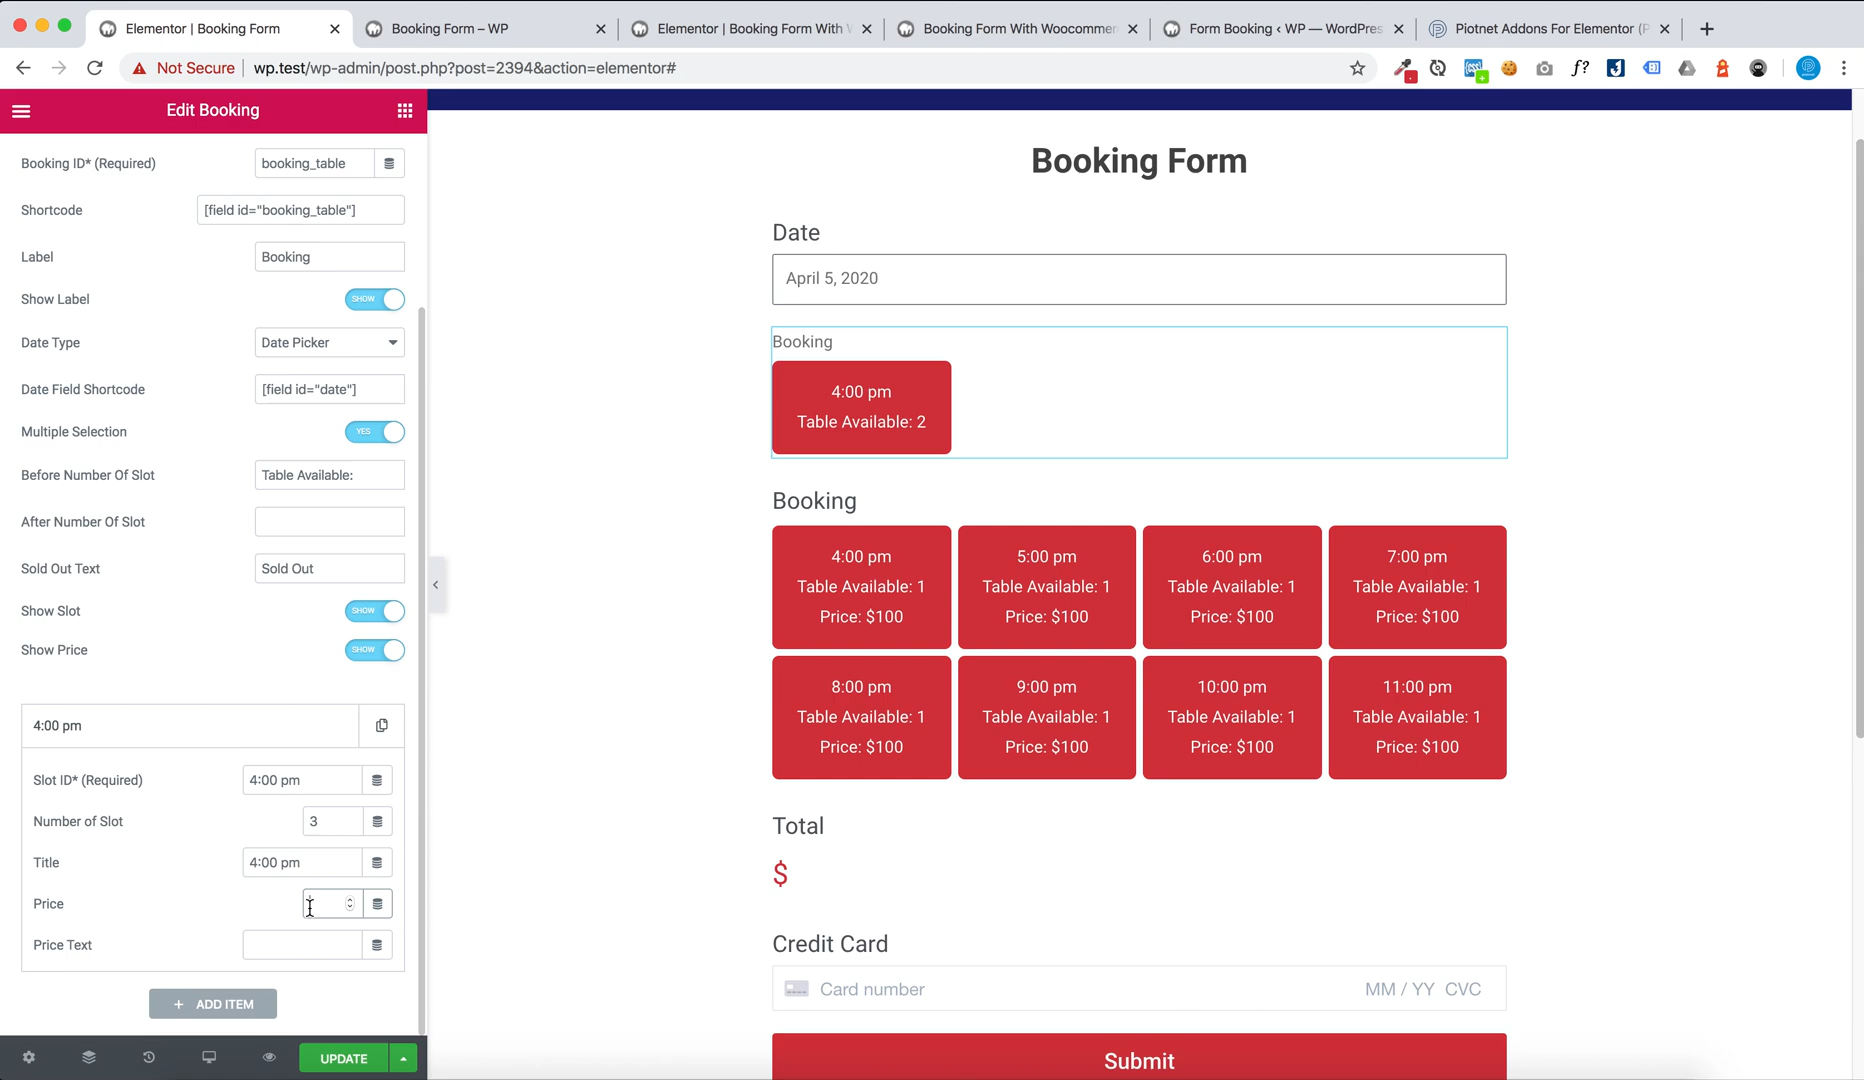 Elementor | Booking Form
Booking Form – WP
Elementor | Booking Form With
Booking Form With Woocommer
Form Booking ‹ WP — WordPres
Piotnet Addons For Elementor (P
Not Secure
wp.test/wp-admin/post.php?post=2394&action=elementor#
f?
Edit Booking
Booking ID* (Required)
booking_table
Shortcode
[field id="booking_table"]
Label
Booking
Show Label
SHOW
Date Type
Date Picker
Date Field Shortcode
[field id="date"]
Multiple Selection
YES
Before Number Of Slot
Table Available:
After Number Of Slot
Sold Out Text
Sold Out
Show Slot
SHOW
Show Price
SHOW
4:00 pm
Slot ID* (Required)
4:00 pm
Number of Slot
3
Title
4:00 pm
Price
Price Text
+ ADD ITEM
UPDATE
Booking Form
Date
April 5, 2020
Booking
4:00 pm
Table Available: 2
Booking
4:00 pm
Table Available: 1
Price: $100
5:00 pm
Table Available: 1
Price: $100
6:00 pm
Table Available: 1
Price: $100
7:00 pm
Table Available: 1
Price: $100
8:00 pm
Table Available: 1
Price: $100
9:00 pm
Table Available: 1
Price: $100
10:00 pm
Table Available: 1
Price: $100
11:00 pm
Table Available: 1
Price: $100
Total
$
Credit Card
Card number
MM / YY CVC
Submit